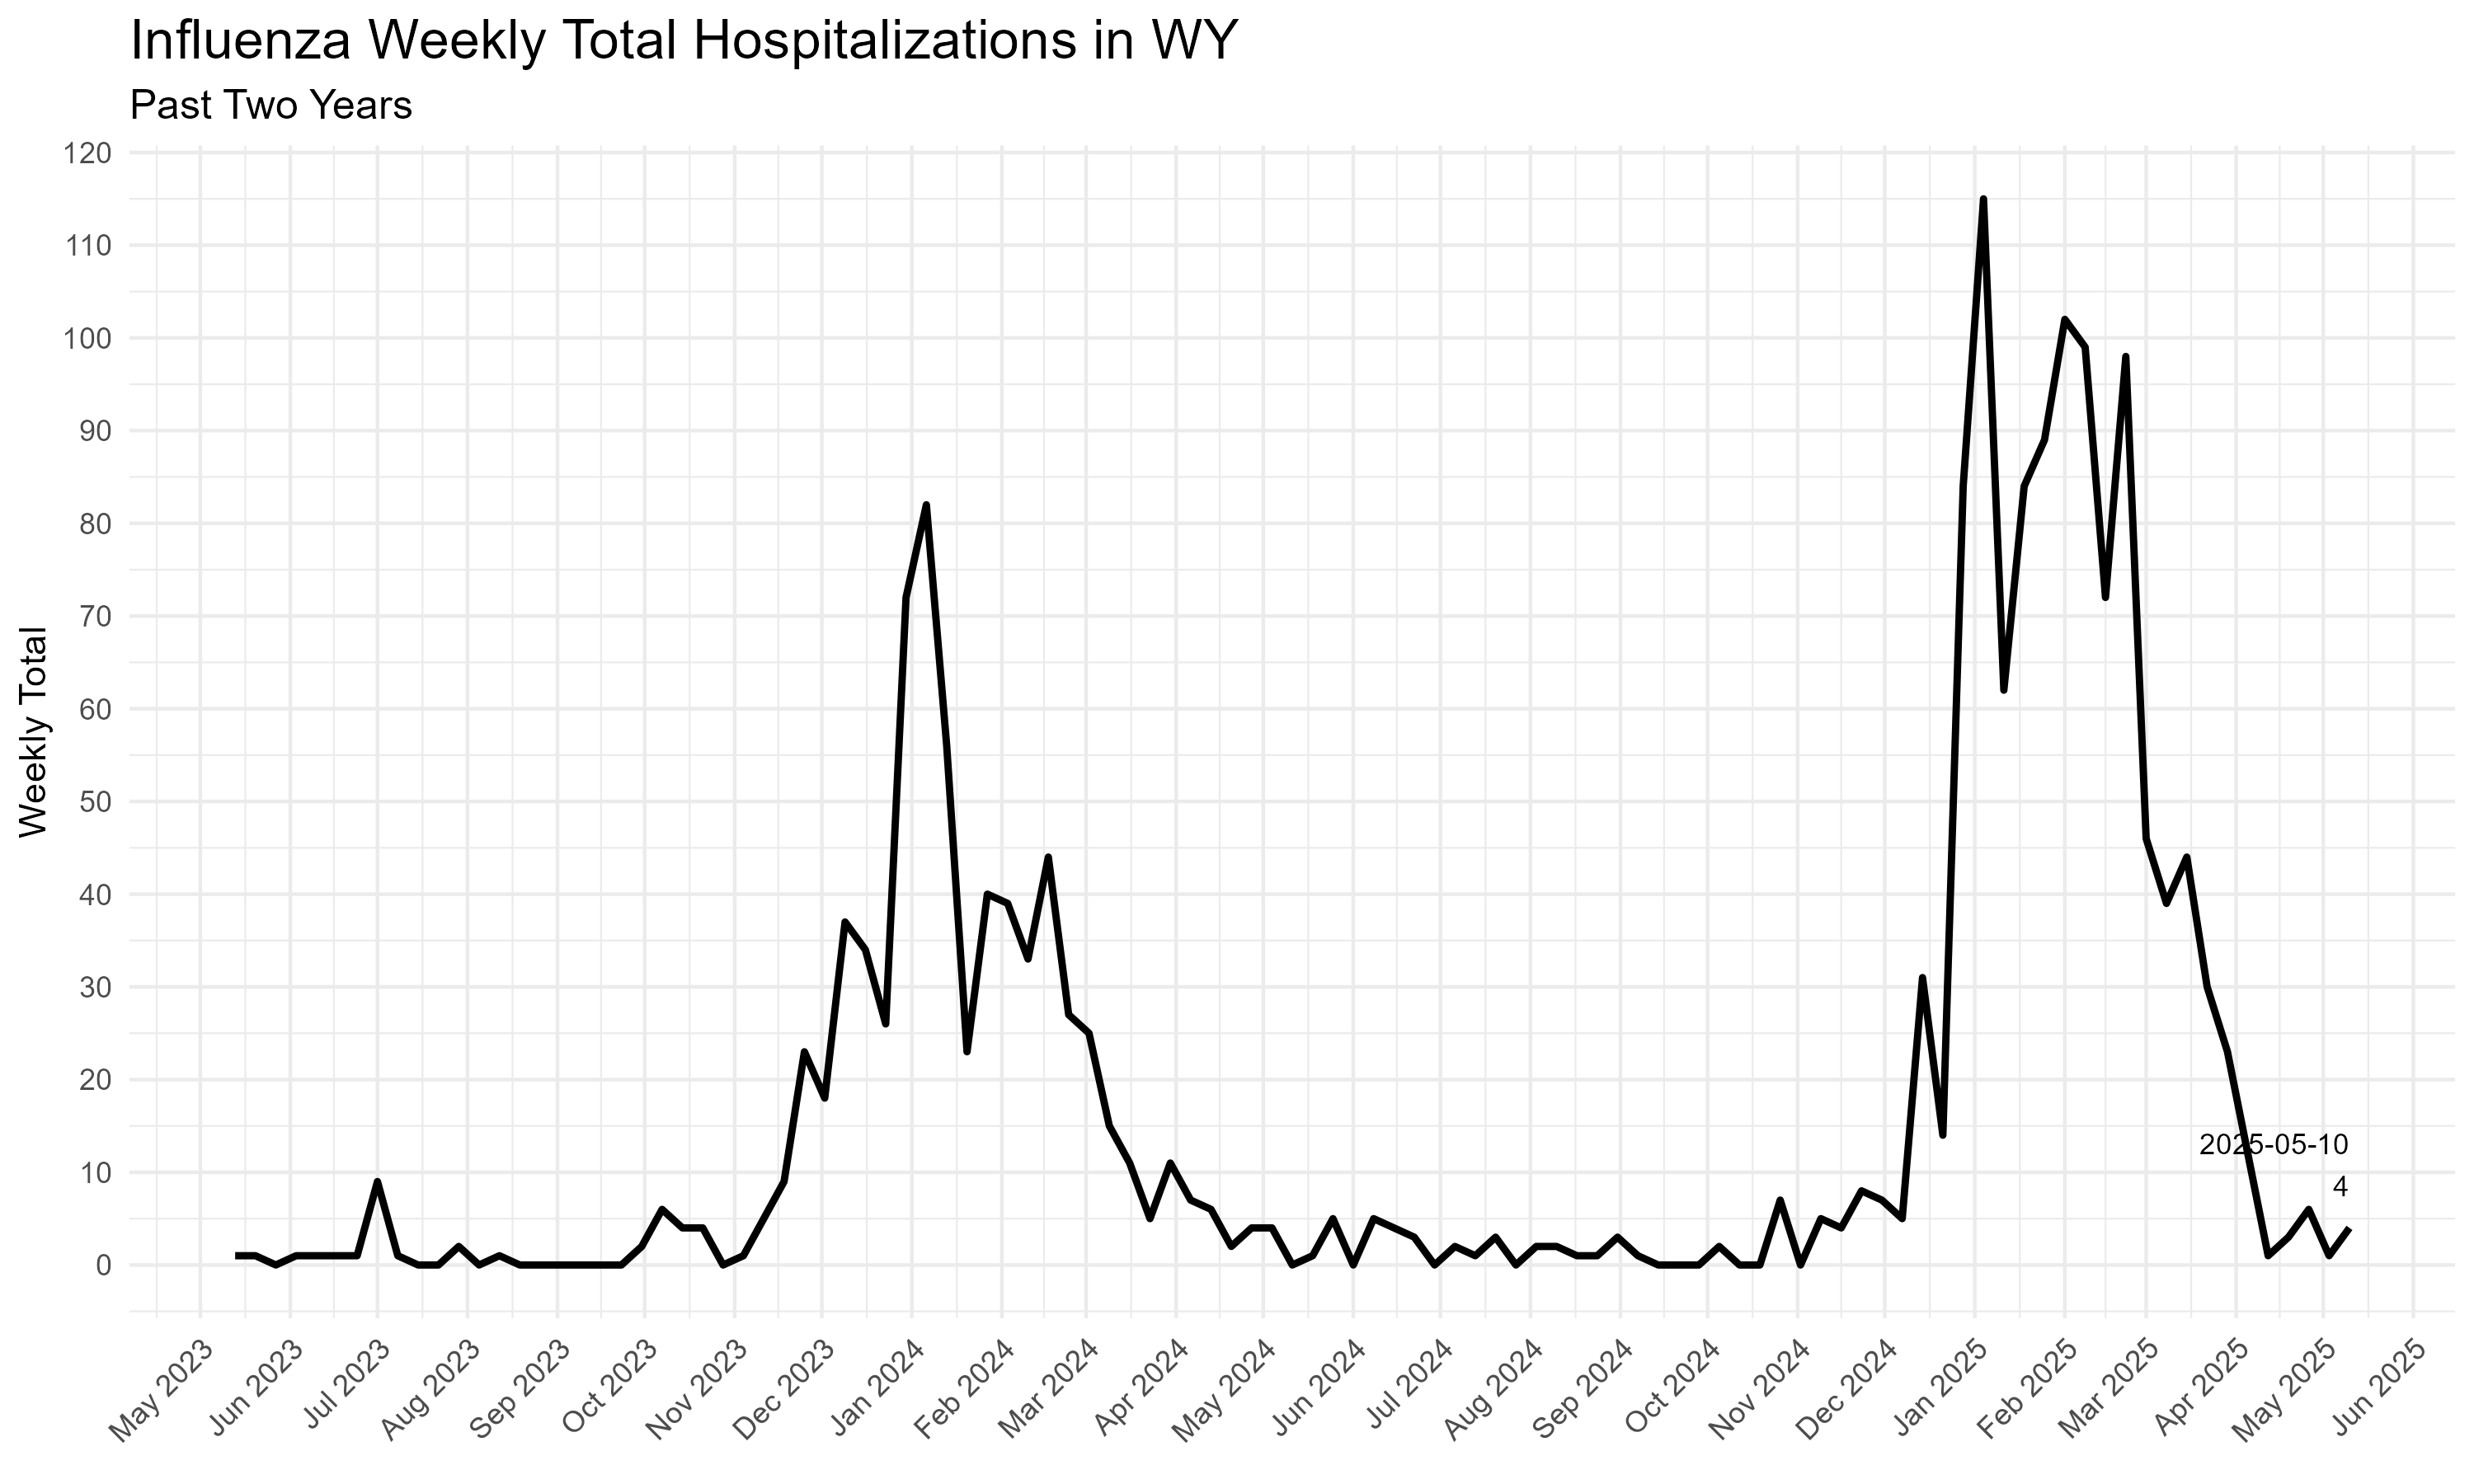 Influenza Weekly Total Hospitalizations in WY
Past Two Years
Weekly Total
120
110
100
90
80
70
60
50
40
30
20
10
0
2025-05-10
4
May 2023
Jun 2023
Jul 2023
Aug 2023
Sep 2023
Oct 2023
Nov 2023
Dec 2023
Jan 2024
Feb 2024
Mar 2024
Apr 2024
May 2024
Jun 2024
Jul 2024
Aug 2024
Sep 2024
Oct 2024
Nov 2024
Dec 2024
Jan 2025
Feb 2025
Mar 2025
Apr 2025
May 2025
Jun 2025